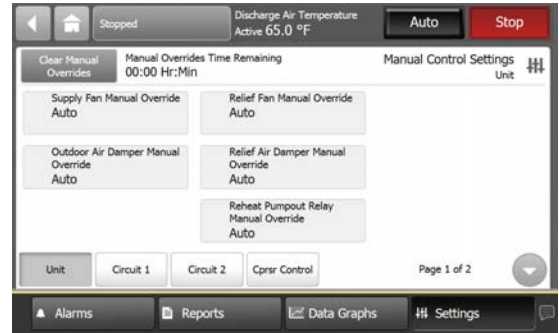 Stopped
Discharge Air Temperature
Active 65.0 °F
Auto
Stop
Clear Manual
Overrides
Manual Overrides Time Remaining
00:00 Hr:Min
Manual Control Settings
Unit
Supply Fan Manual Override
Auto
Relief Fan Manual Override
Auto
Outdoor Air Damper Manual
Override
Auto
Relief Air Damper Manual
Override
Auto
Reheat Pumpout Relay
Manual Override
Auto
Unit
Circuit 1
Circuit 2
Cprsr Control
Page 1 of 2
Alarms
Reports
Data Graphs
Settings